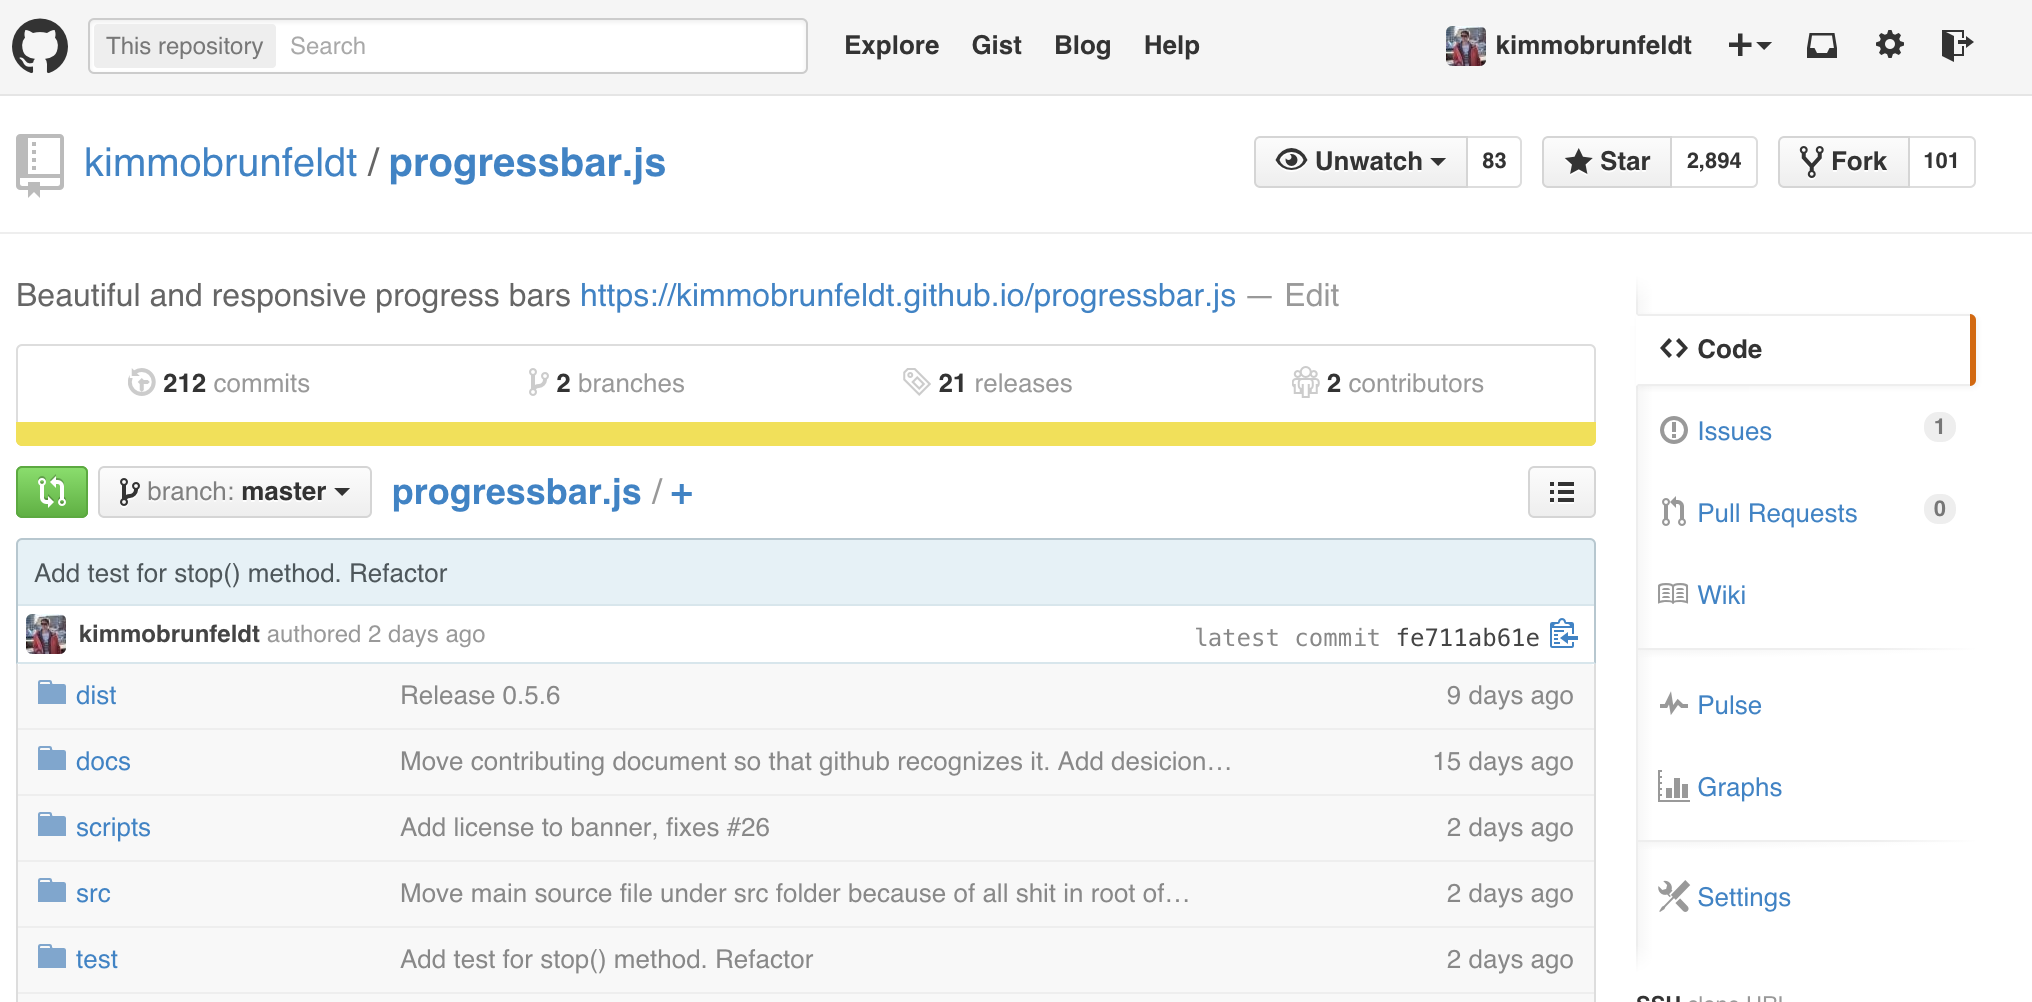 This repository Search Explore Gist Blog Help kimmobrunfeldt
kimmobrunfeldt / progressbar.js Unwatch 83 Star 2,894 Fork 101
Beautiful and responsive progress bars https://kimmobrunfeldt.github.io/progressbar.js — Edit
212 commits 2 branches 21 releases 2 contributors
branch: master progressbar.js / +
Add test for stop() method. Refactor
kimmobrunfeldt authored 2 days ago latest commit fe711ab61e
dist Release 0.5.6 9 days ago
docs Move contributing document so that github recognizes it. Add desicion… 15 days ago
scripts Add license to banner, fixes #26 2 days ago
src Move main source file under src folder because of all shit in root of… 2 days ago
test Add test for stop() method. Refactor 2 days ago
Code
Issues 1
Pull Requests 0
Wiki
Pulse
Graphs
Settings
SSH clone URL